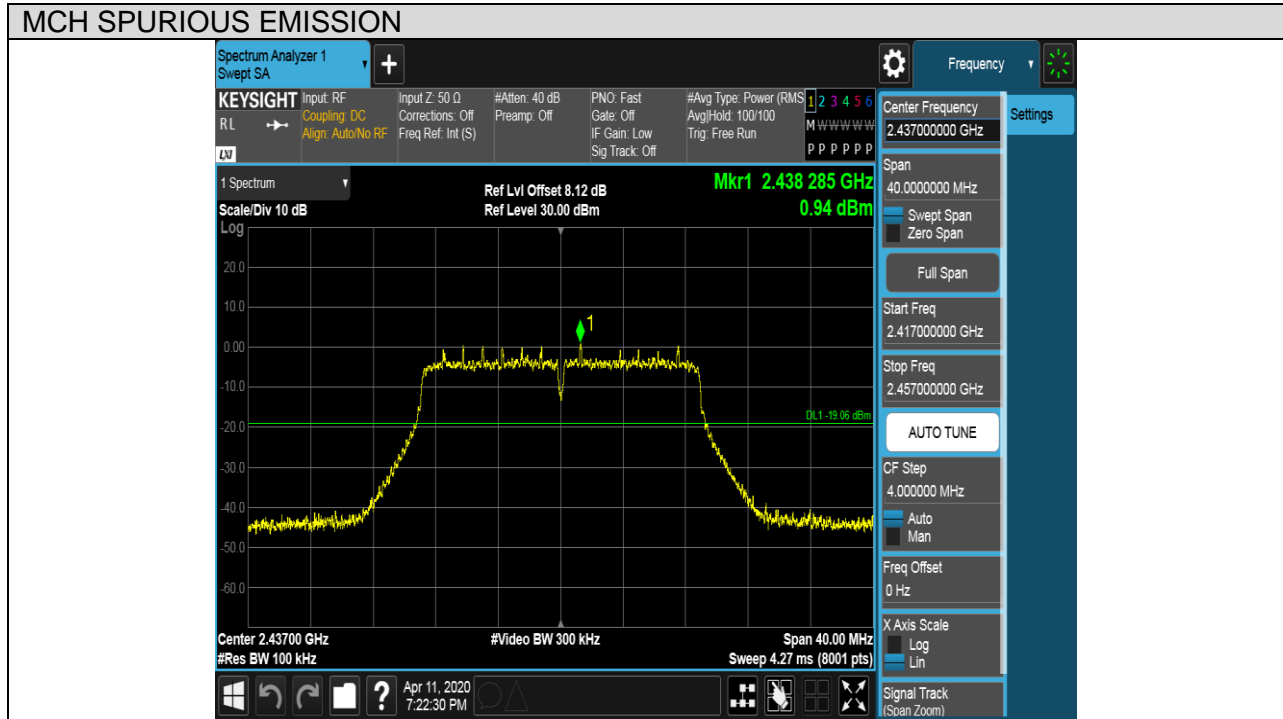 MCH SPURIOUS EMISSION
Spectrum Analyzer 1
Swept SA
+
Frequency
KEYSIGHT
RL
LXI
Input: RF
Coupling: DC
Align: Auto/No RF
Input Z: 50 Ω
Corrections: Off
Freq Ref: Int (S)
#Atten: 40 dB
Preamp: Off
PNO: Fast
Gate: Off
IF Gain: Low
Sig Track: Off
#Avg Type: Power (RMS
Avg|Hold: 100/100
Trig: Free Run
1 2 3 4 5 6
M W W W W W
P P P P P P
1 Spectrum
Scale/Div 10 dB
Log
Ref Lvl Offset 8.12 dB
Ref Level 30.00 dBm
Mkr1 2.438 285 GHz
0.94 dBm
20.0
10.0
0.00
-10.0
-20.0
-30.0
-40.0
-50.0
-60.0
1
DL1 -19.06 dBm
Center 2.43700 GHz
#Res BW 100 kHz
#Video BW 300 kHz
Span 40.00 MHz
Sweep 4.27 ms (8001 pts)
?
Apr 11, 2020
7:22:30 PM
Center Frequency
2.437000000 GHz
Span
40.0000000 MHz
Swept Span
Zero Span
Full Span
Start Freq
2.417000000 GHz
Stop Freq
2.457000000 GHz
AUTO TUNE
CF Step
4.000000 MHz
Auto
Man
Freq Offset
0 Hz
X Axis Scale
Log
Lin
Signal Track
(Span Zoom)
Settings